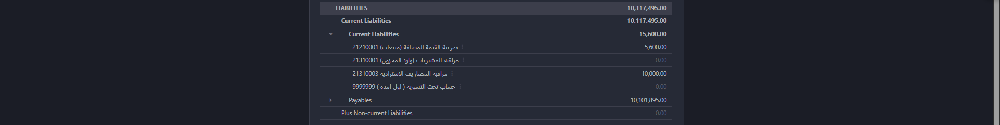 LIABILITIES 10,117,495.00
Current Liabilities 10,117,495.00
Current Liabilities 15,600.00
21210001 ضريبة القيمة المضافة (مبيعات) 5,600.00
21310001 مراقبه المشتريات (وارد المخزون) 0.00
21310003 مراقبة المصاريف الاسترادية 10,000.00
9999999 حساب تحت التسوية ( اول امدة ) 0.00
Payables 10,101,895.00
Plus Non-current Liabilities 0.00